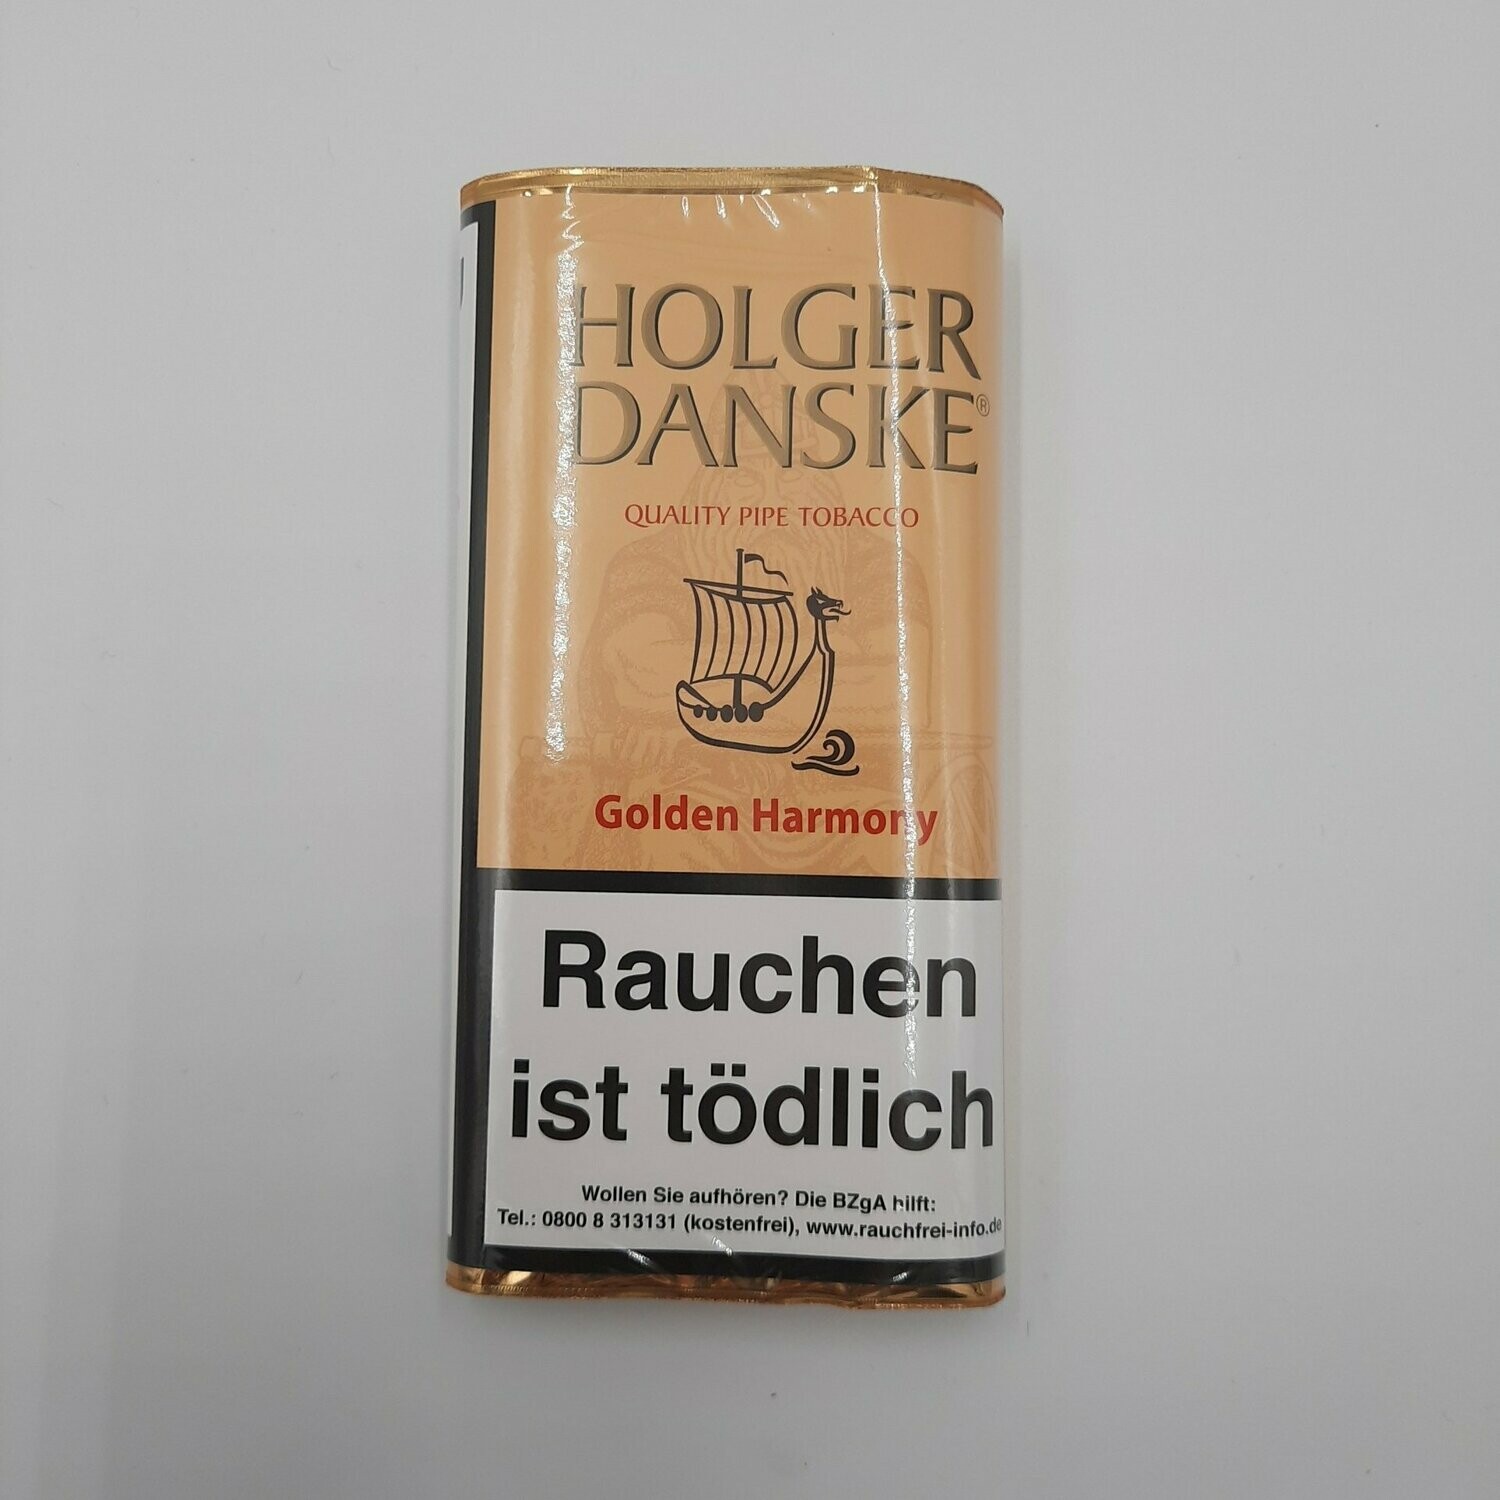 HOLGER
DANSKE®
QUALITY PIPE TOBACCO
Golden Harmony
Rauchen
ist tödlich
Wollen Sie aufhören? Die BZgA hilft:
Tel.: 0800 8 313131 (kostenfrei), www.rauchfrei-info.de